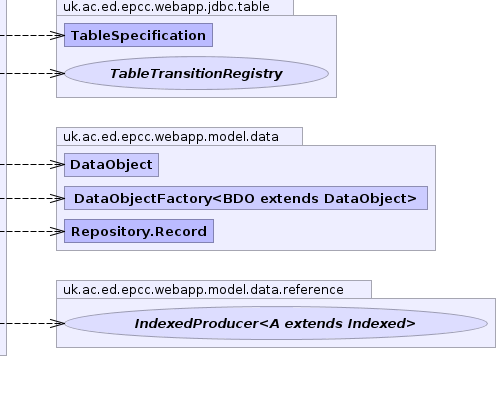 uk.ac.ed.epcc.webapp.jdbc.table
TableSpecification
TableTransitionRegistry
uk.ac.ed.epcc.webapp.model.data
DataObject
DataObjectFactory<BDO extends DataObject>
Repository.Record
uk.ac.ed.epcc.webapp.model.data.reference
IndexedProducer<A extends Indexed>